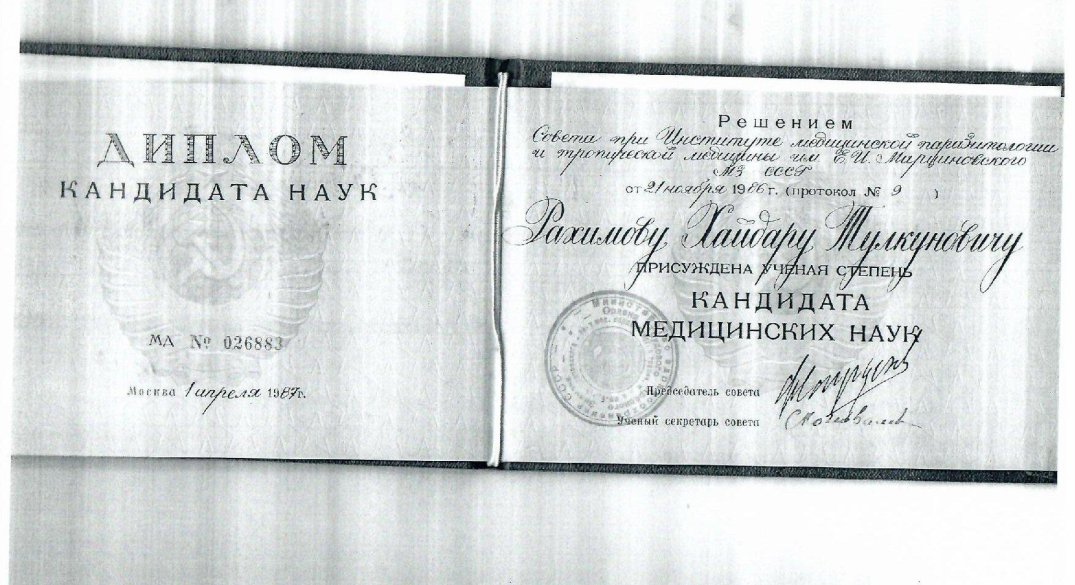 ДИПЛОМ
КАНДИДАТА НАУК
МД № 026883
Москва 1 апреля 1987г.
Решением
Совета при Институте медицинской паразитологии
и тропической медицины им. Е.И. Марциновского
МЗ СССР
от 21 ноября 1986 г. (протокол № 9 )
Рахимову Хайдару Тулкуновичу
ПРИСУЖДЕНА УЧЕНАЯ СТЕПЕНЬ
КАНДИДАТА
МЕДИЦИНСКИХ НАУК
Председатель совета
Ученый секретарь совета